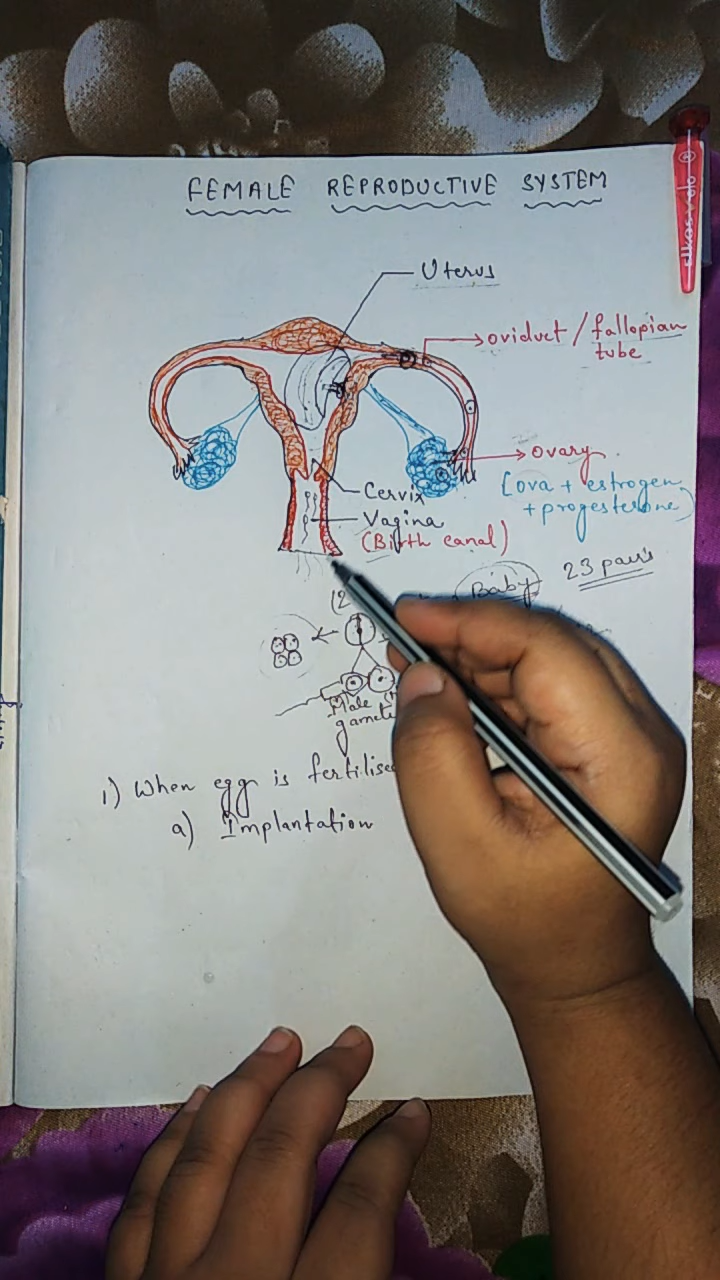 FEMALE REPRODUCTIVE SYSTEM
Uterus
oviduct / fallopian
tube
ovary
(ova + estrogen
+ progesterone)
Cervix
Vagina
(Birth canal)
Baby 23 pairs
Male
gamete
1) When egg is fertilised
a) Implantation